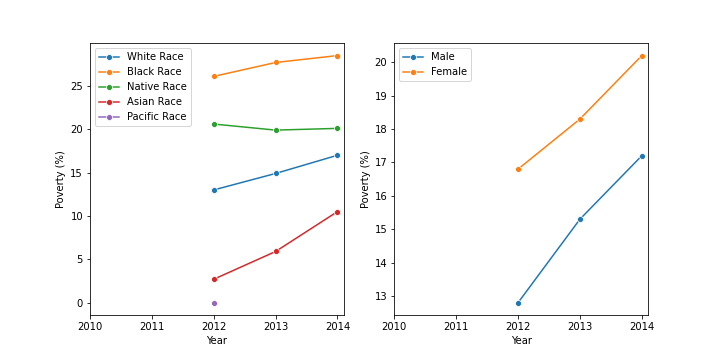 White Race
Black Race
Native Race
Asian Race
Pacific Race
25
20
15
10
5
0
Poverty (%)
2010 2011 2012 2013 2014
Year
Male
Female
20
19
18
17
16
15
14
13
Poverty (%)
2010 2011 2012 2013 2014
Year